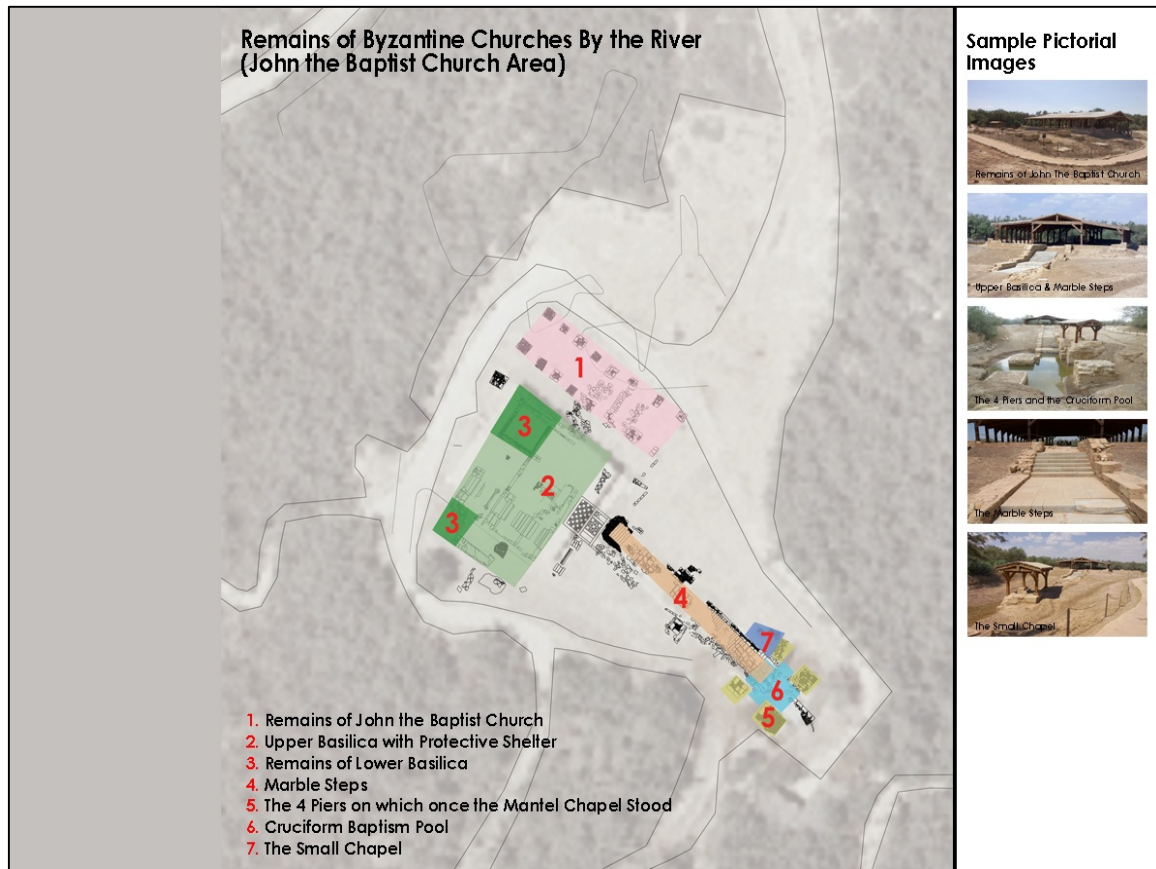 Remains of Byzantine Churches By the River
(John the Baptist Church Area)
1
3
2
3
4
7
6
5
1. Remains of John the Baptist Church
2. Upper Basilica with Protective Shelter
3. Remains of Lower Basilica
4. Marble Steps
5. The 4 Piers on which once the Mantel Chapel Stood
6. Cruciform Baptism Pool
7. The Small Chapel
Sample Pictorial
Images
Remains of John The Baptist Church
Upper Basilica & Marble Steps
The 4 Piers and the Cruciform Pool
The Marble Steps
The Small Chapel